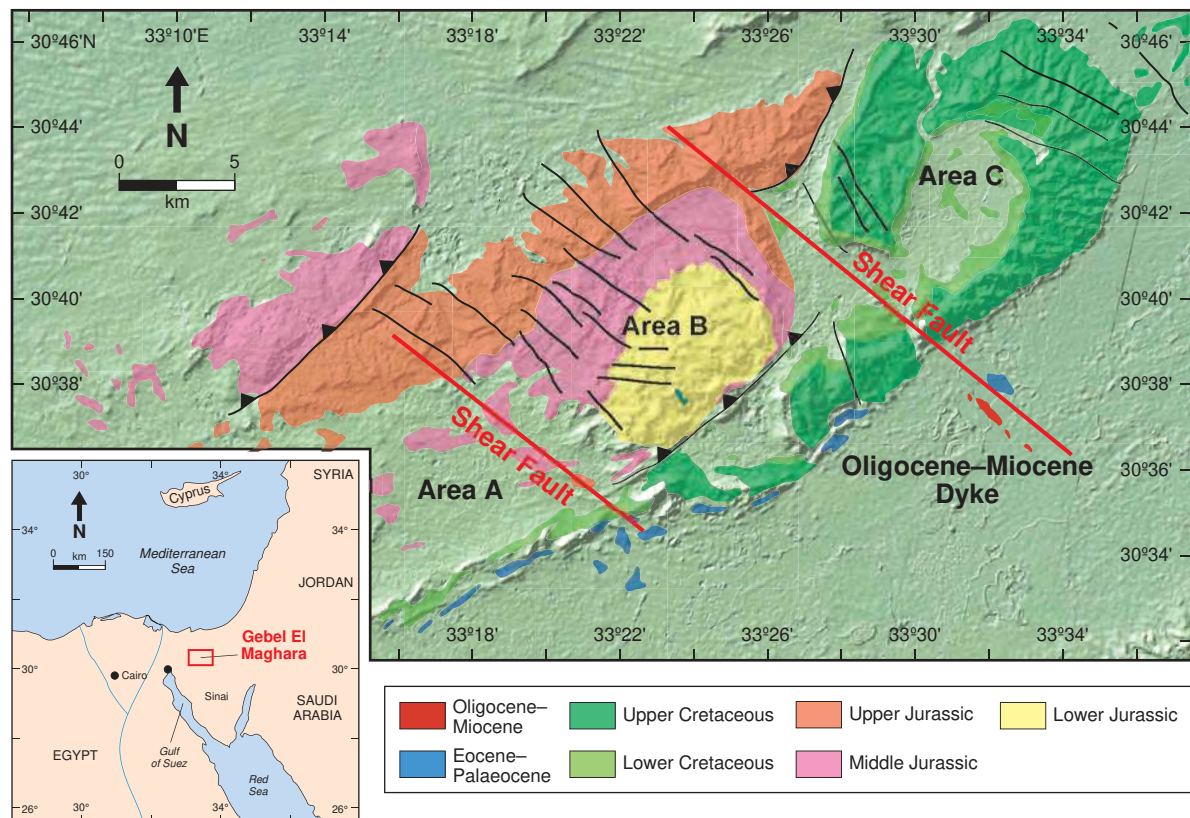 30º46'N
33º10'E
33º14'
33º18'
33º22'
33º26'
33º30'
33º34'
30º46'
30º44'
30º44'
N
0
5
km
30º42'
30º42'
30º40'
30º40'
30º38'
30º38'
30º36'
30º34'
Area C
Shear Fault
Area B
Shear Fault
Area A
Oligocene–Miocene
Dyke
33º18'
33º22'
33º26'
33º30'
33º34'
30°
34°
SYRIA
Cyprus
N
0
km
150
34°
34°
Mediterranean
Sea
JORDAN
Gebel El
Maghara
30°
30°
Cairo
Sinai
SAUDI
ARABIA
EGYPT
Gulf
of Suez
Red
Sea
26°
30°
34°
26°
Oligocene–
Miocene
Upper Cretaceous
Upper Jurassic
Lower Jurassic
Eocene–
Palaeocene
Lower Cretaceous
Middle Jurassic